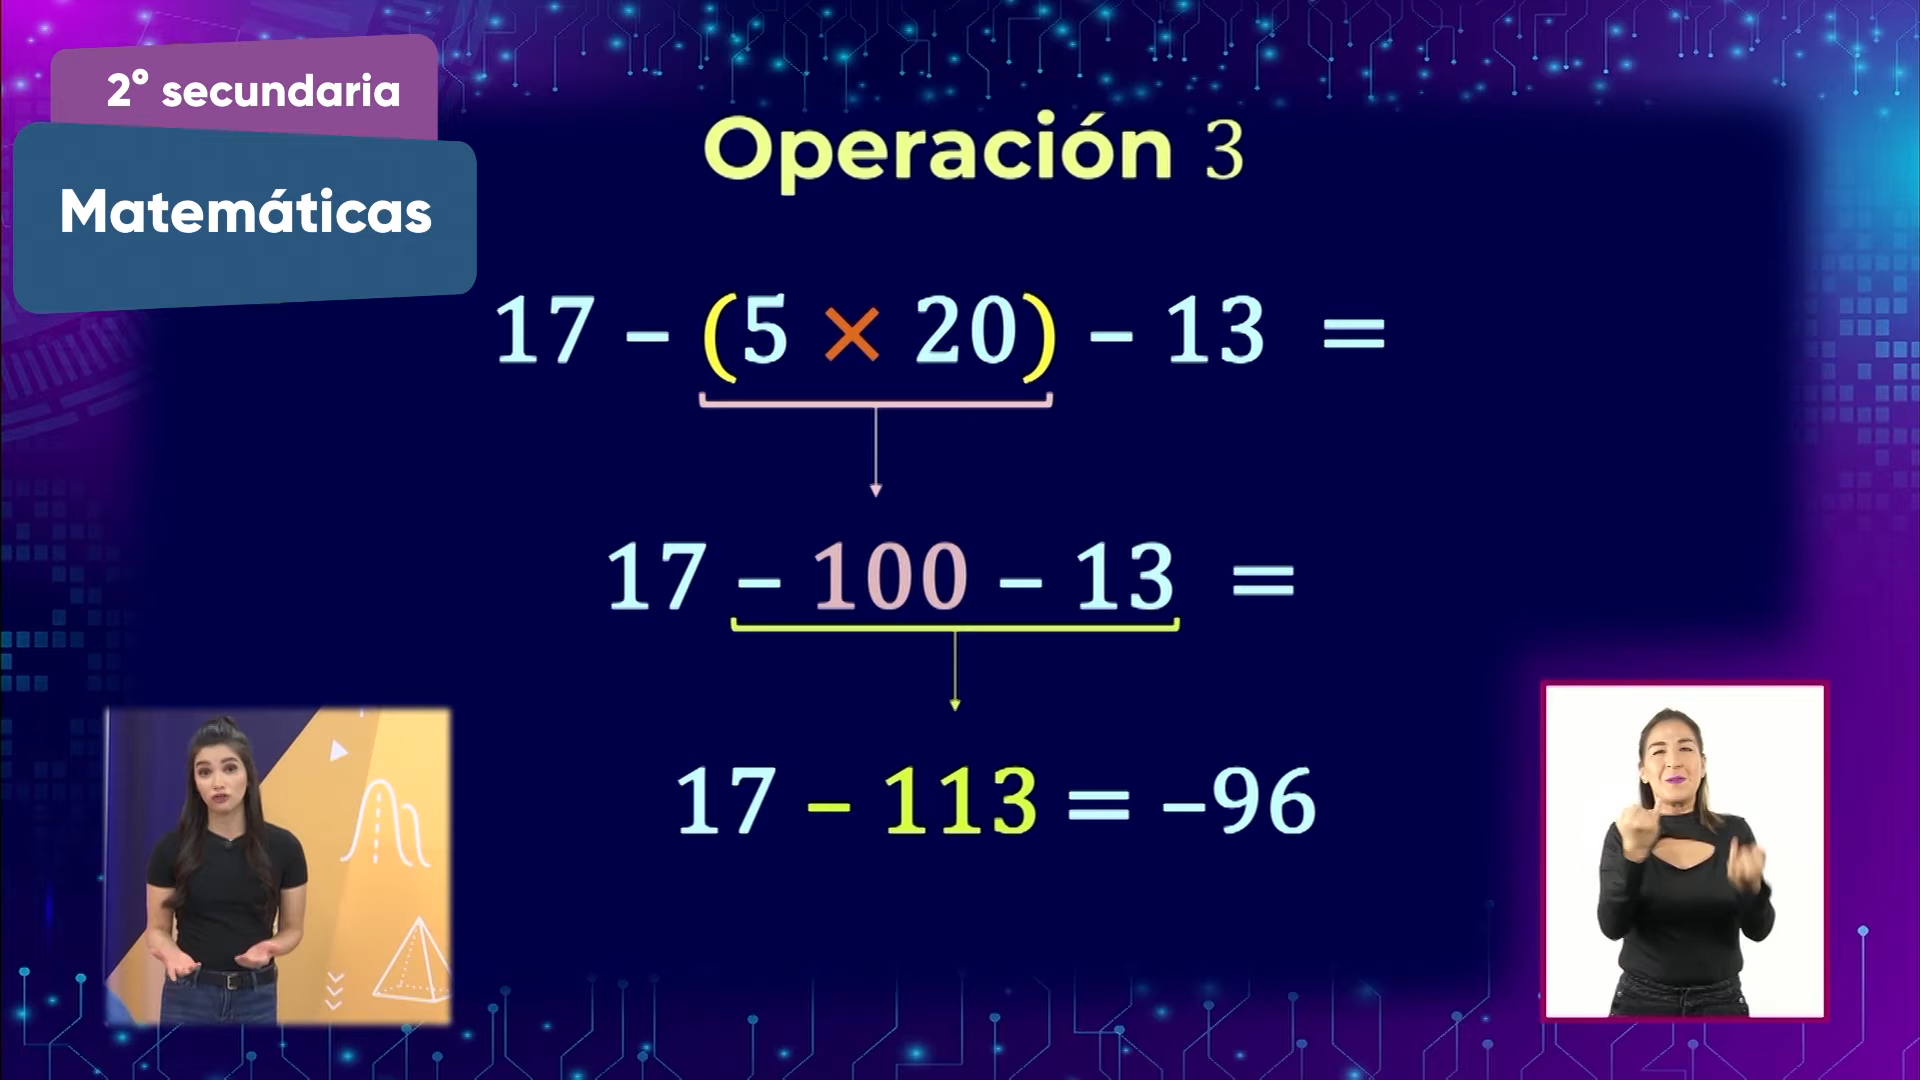 2° secundaria
Matemáticas
Operación 3
17 – (5 × 20) – 13 =
17 – 100 – 13 =
17 – 113 = –96